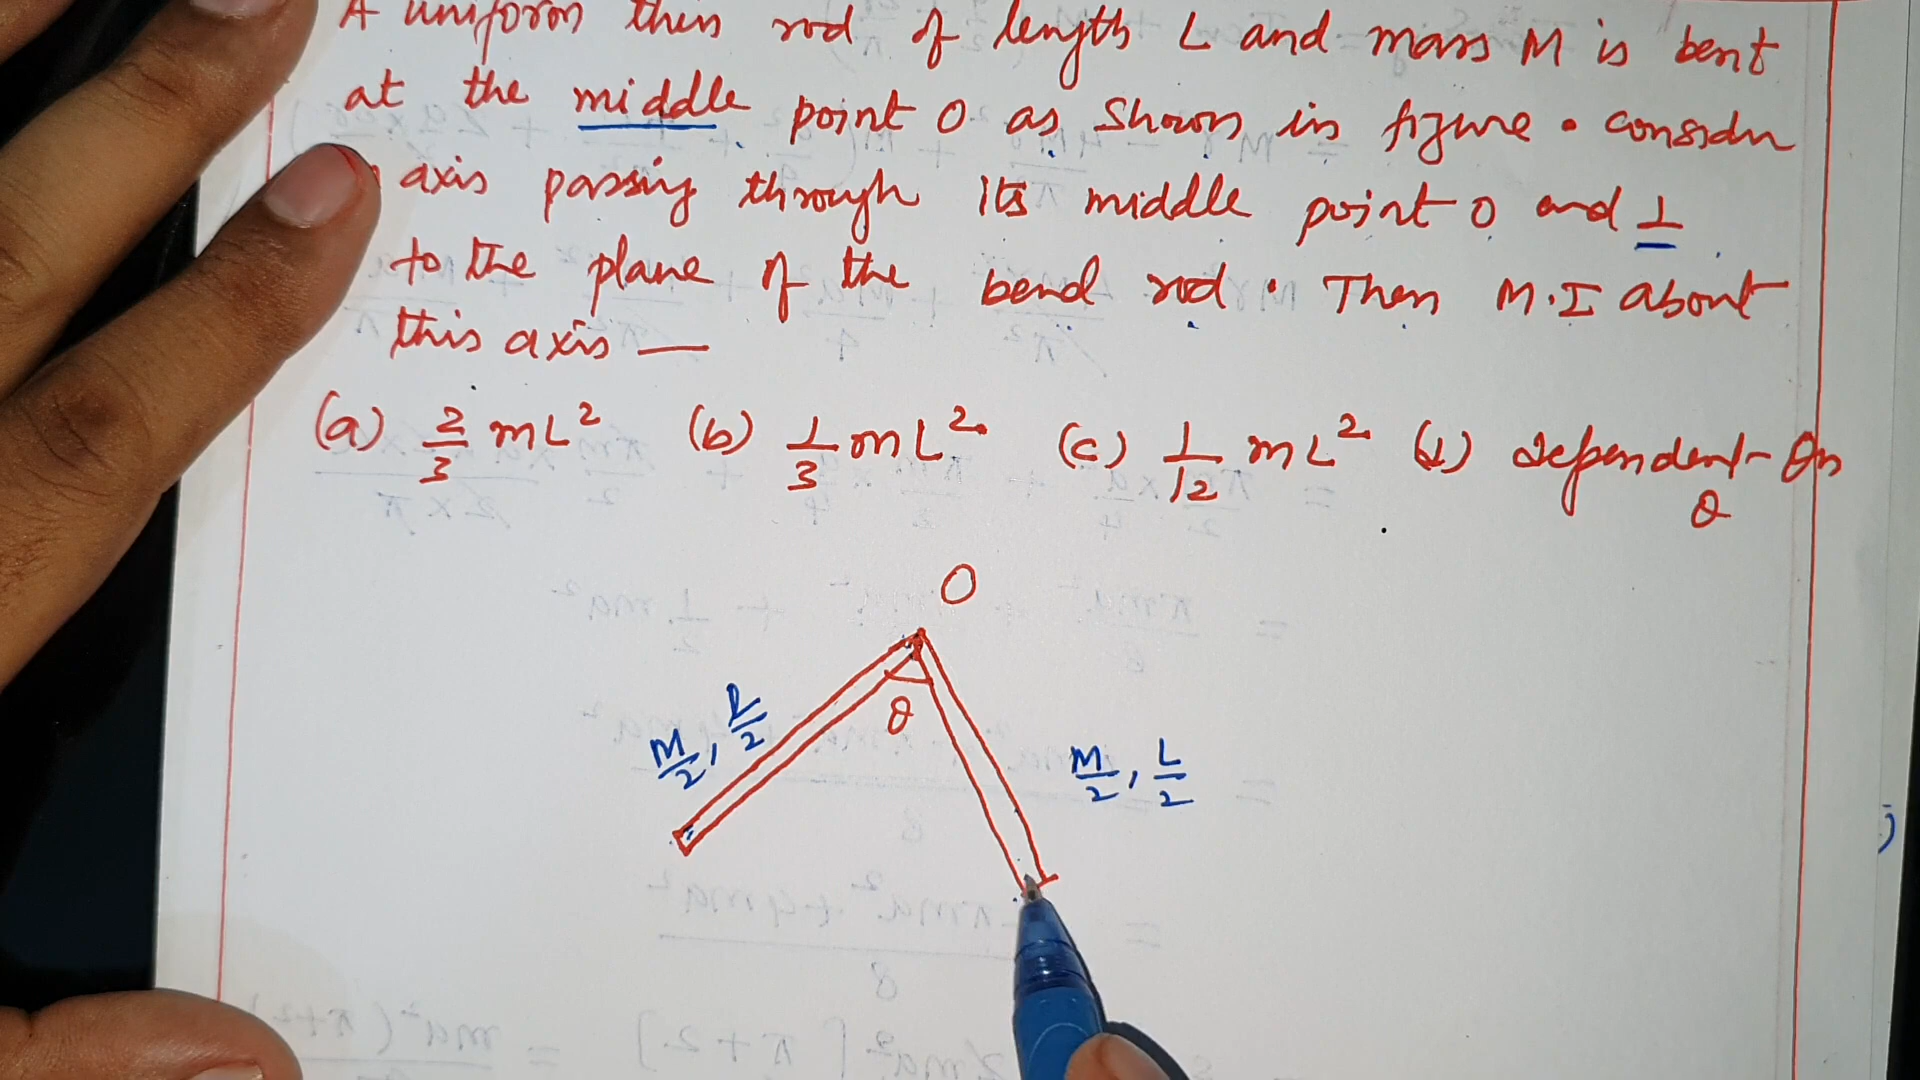 A uniform thin rod of length L and mass M is bent
at the middle point O as shown in figure. consider
axis passing through its middle point O and ⊥
to the plane of the bend rod. Then M.I about
this axis —
(a) 2/3 mL² (b) 1/3 mL². (c) 1/12 mL² (d) dependent on θ
O
θ
M/2, L/2
M/2, L/2